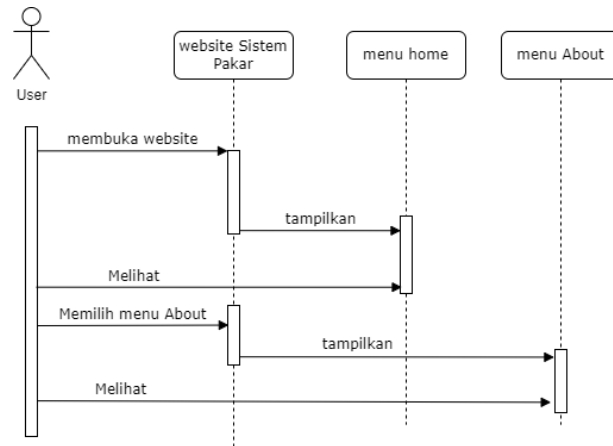 website Sistem
Pakar
menu home
menu About
User
membuka website
tampilkan
Melihat
Memilih menu About
tampilkan
Melihat